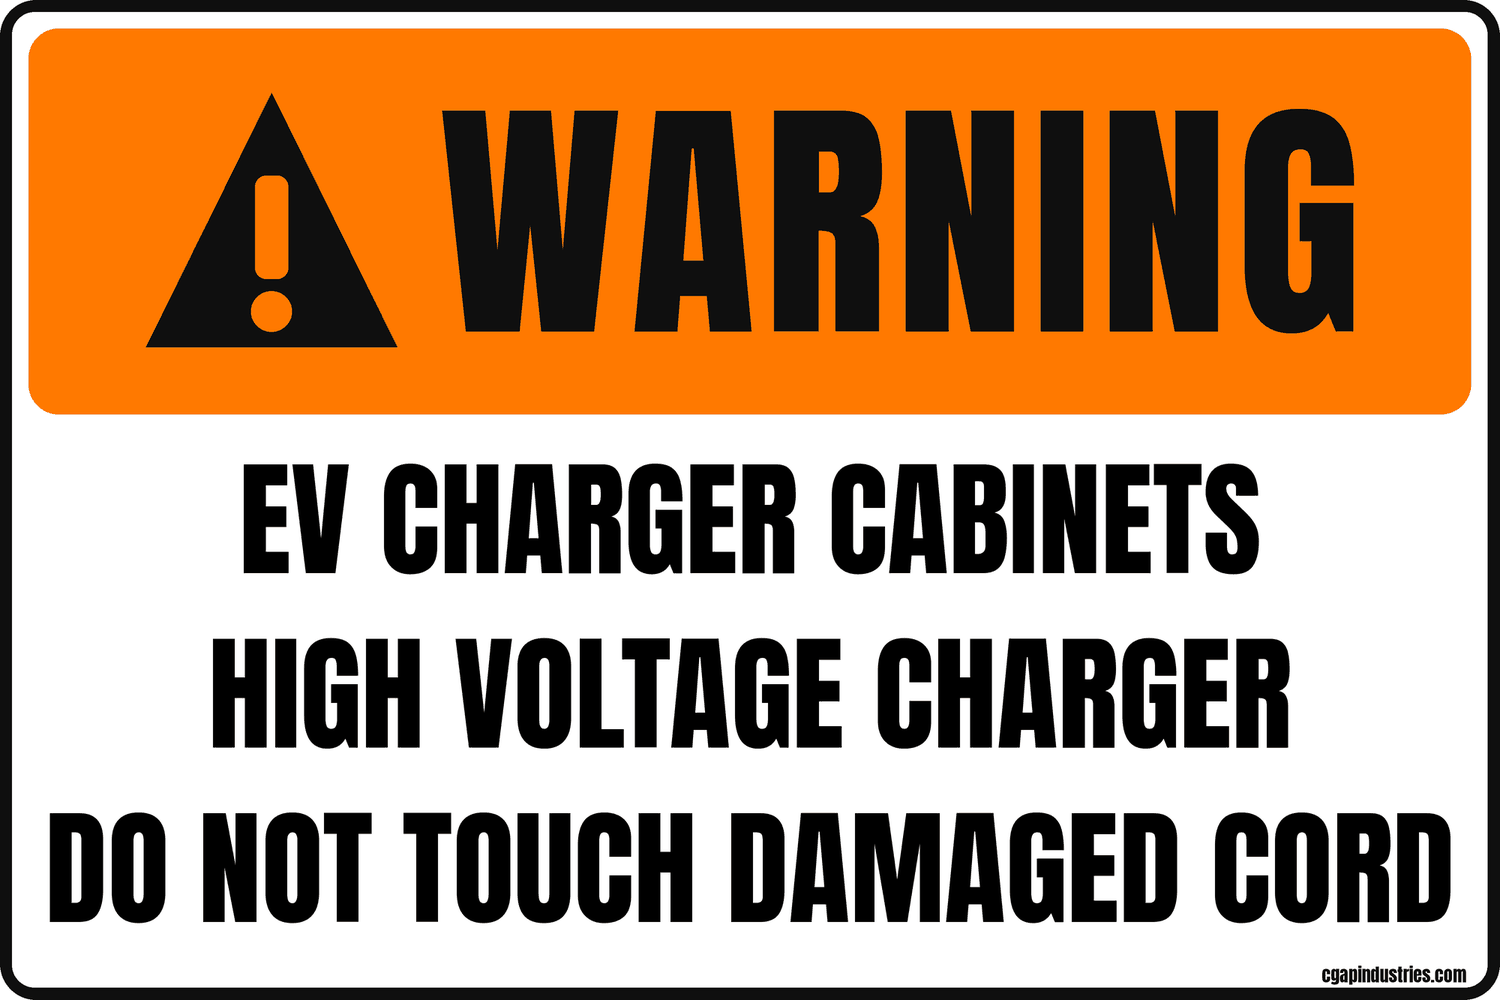 WARNING
EV CHARGER CABINETS
HIGH VOLTAGE CHARGER
DO NOT TOUCH DAMAGED CORD
cgapindustries.com